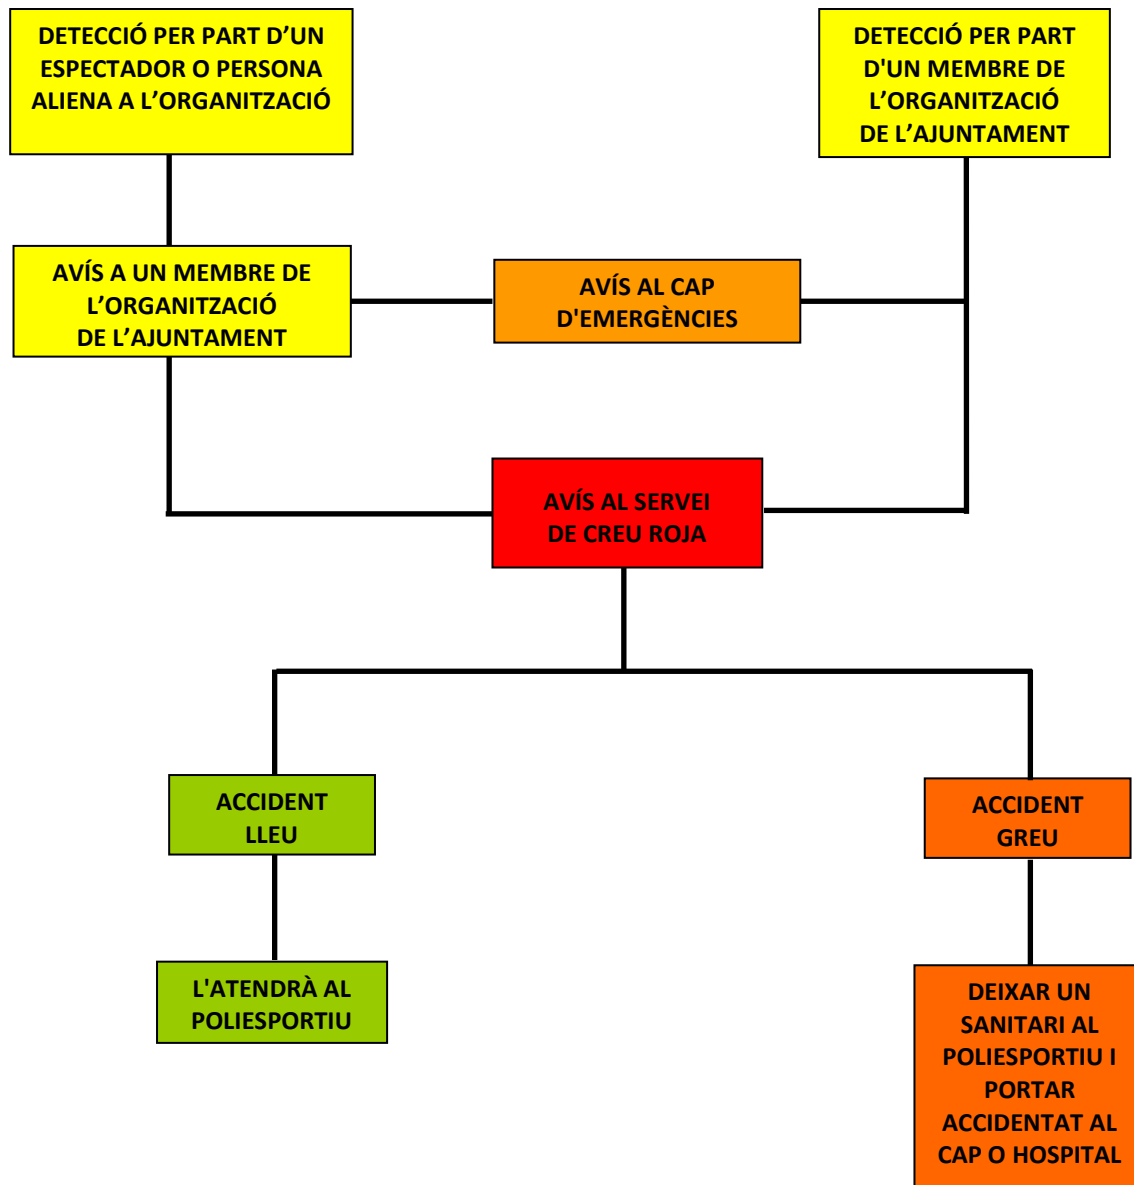 DETECCIÓ PER PART D’UN
ESPECTADOR O PERSONA
ALIENA A L’ORGANITZACIÓ
DETECCIÓ PER PART
D'UN MEMBRE DE
L’ORGANITZACIÓ
DE L’AJUNTAMENT
AVÍS A UN MEMBRE DE
L’ORGANITZACIÓ
DE L’AJUNTAMENT
AVÍS AL CAP
D'EMERGÈNCIES
AVÍS AL SERVEI
DE CREU ROJA
ACCIDENT
LLEU
ACCIDENT
GREU
L'ATENDRÀ AL
POLIESPORTIU
DEIXAR UN
SANITARI AL
POLIESPORTIU I
PORTAR
ACCIDENTAT AL
CAP O HOSPITAL